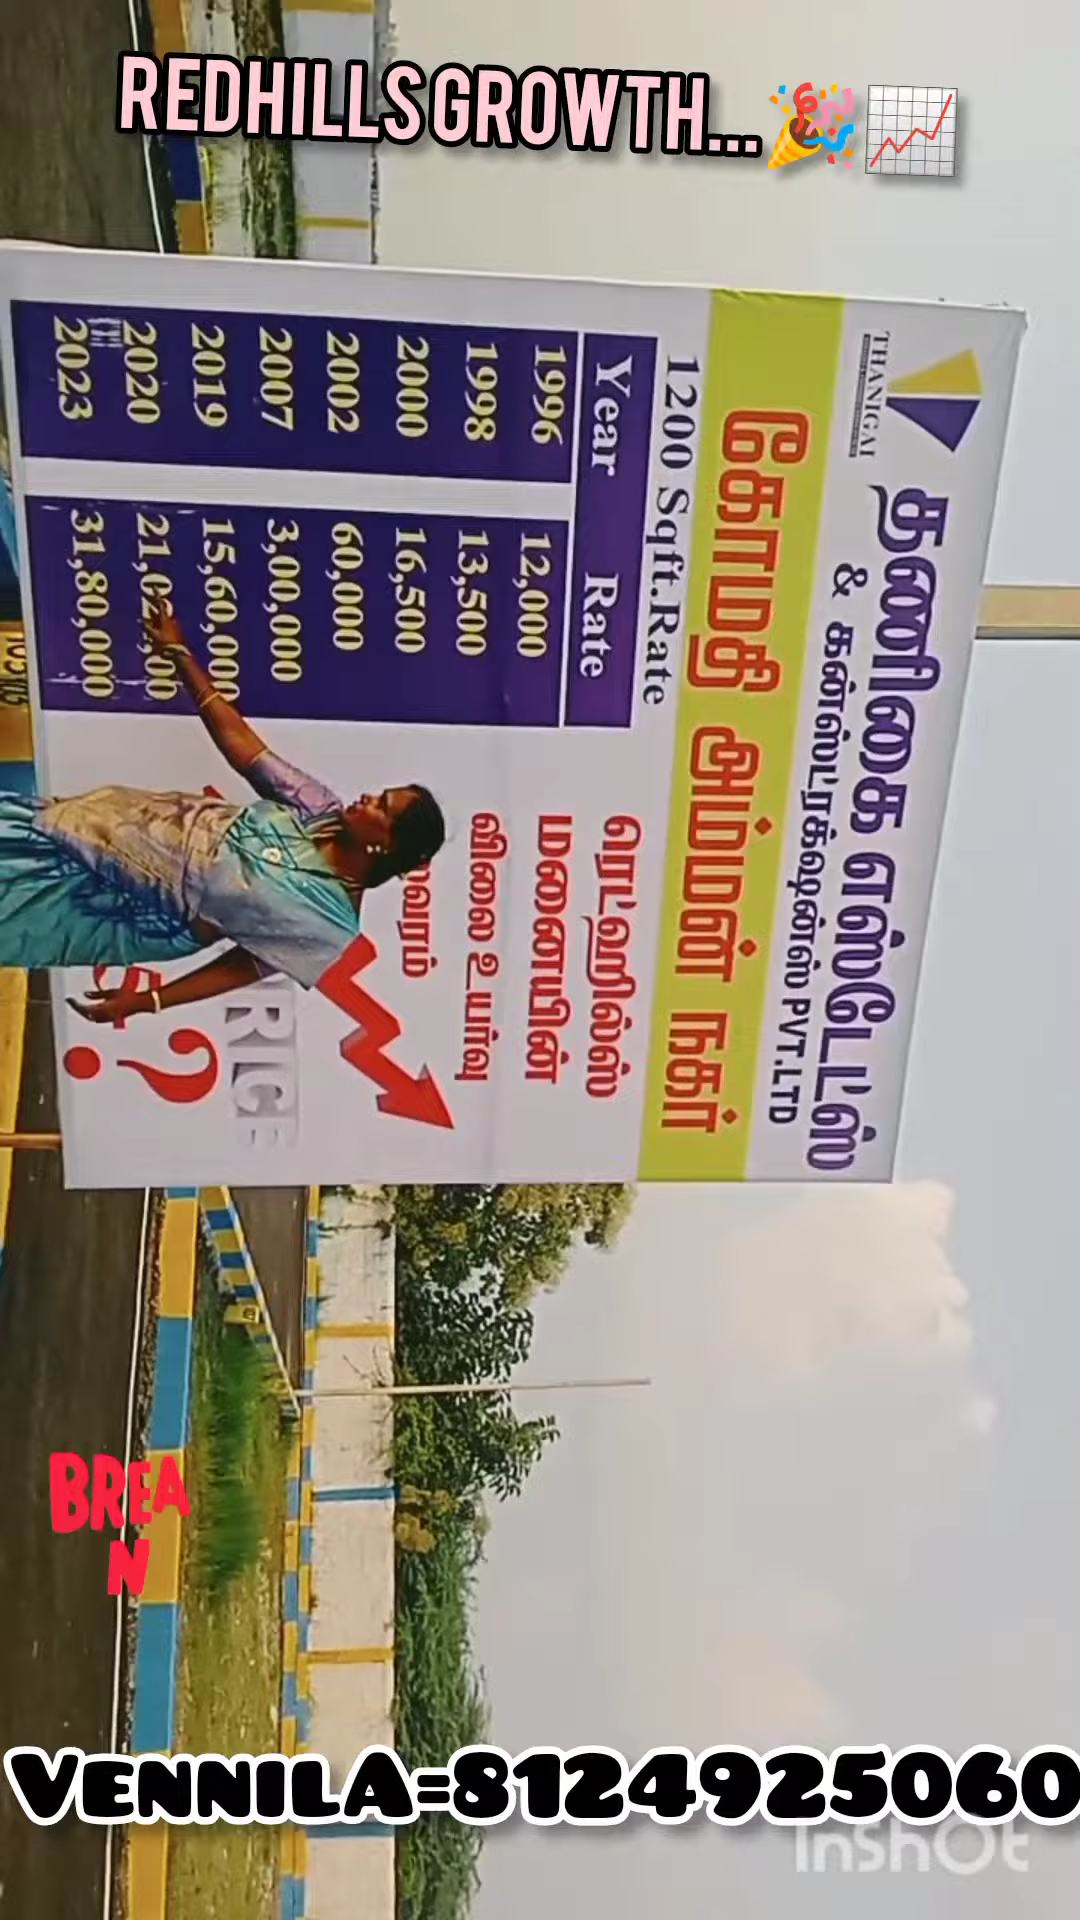 REDHILLS GROWTH...
THANIGAI
தணிகை எஸ்டேட்ஸ்
& கன்ஸ்ட்ரக்ஷன்ஸ் PVT.LTD
கோமதி அம்மன் நகர்
1200 Sqft.Rate
Year Rate
1996 12,000
1998 13,500
2000 16,500
2002 60,000
2007 3,00,000
2019 15,60,000
2020
2023 31,80,000
ரெட்ஹில்ஸ்
மனையின்
விலை உயர்வு
PRICE
?
BREA
N
VENNILA=8124925060
InShOt